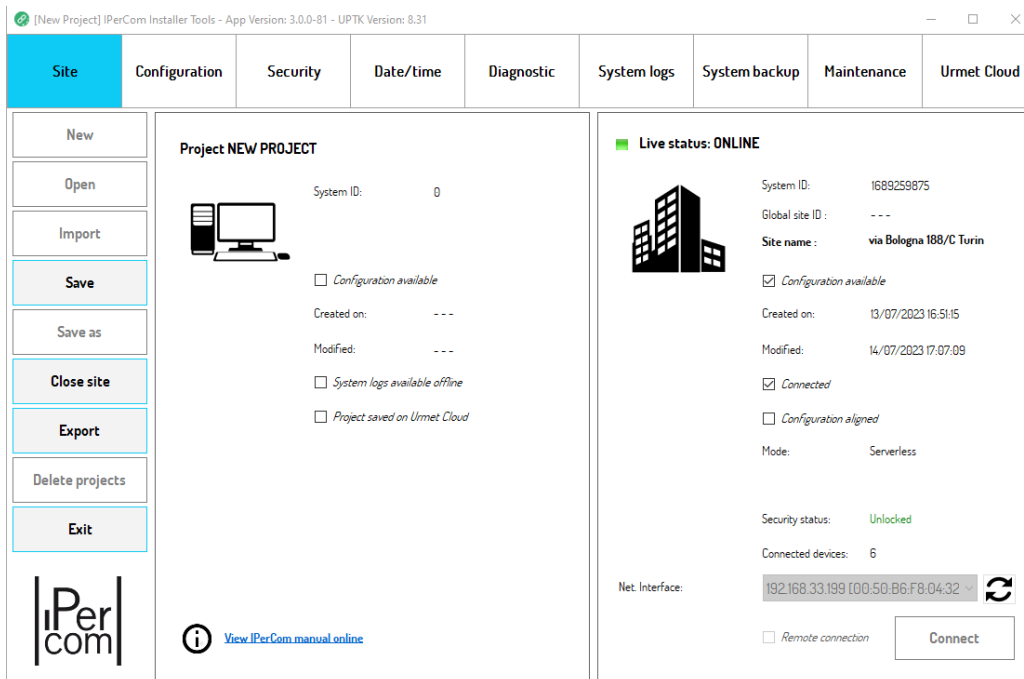 [New Project] IPerCom Installer Tools - App Version: 3.0.0-81 - UPTK Version: 8.31
Site Configuration Security Date/time Diagnostic System logs System backup Maintenance Urmet Cloud
New
Open
Import
Save
Save as
Close site
Export
Delete projects
Exit
IPer
com
Project NEW PROJECT
System ID: 0
Configuration available
Created on: - - -
Modified: - - -
System logs available offline
Project saved on Urmet Cloud
View IPerCom manual online
Live status: ONLINE
System ID: 1689259875
Global site ID : - - -
Site name : via Bologna 188/C Turin
Configuration available
Created on: 13/07/2023 16:51:15
Modified: 14/07/2023 17:07:09
Connected
Configuration aligned
Mode: Serverless
Security status: Unlocked
Connected devices: 6
Net. Interface: 192.168.33.199 [00:50:B6:F8:04:32
Remote connection
Connect